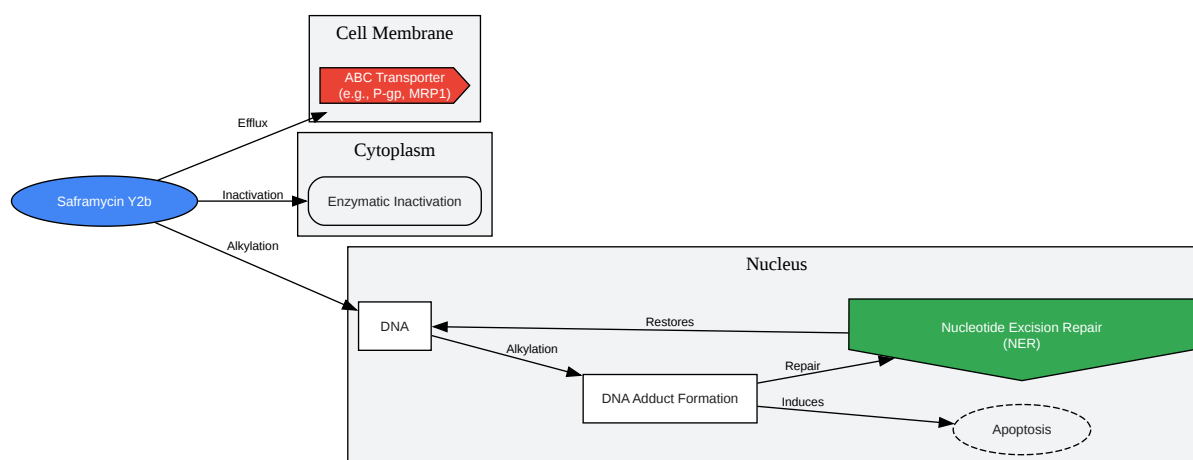 Cell Membrane
ABC Transporter
(e.g., P-gp, MRP1)
Efflux
Cytoplasm
Saframycin Y2b
Inactivation
Enzymatic Inactivation
Alkylation
Nucleus
DNA
Restores
Nucleotide Excision Repair
(NER)
Alkylation
Repair
DNA Adduct Formation
Induces
Apoptosis